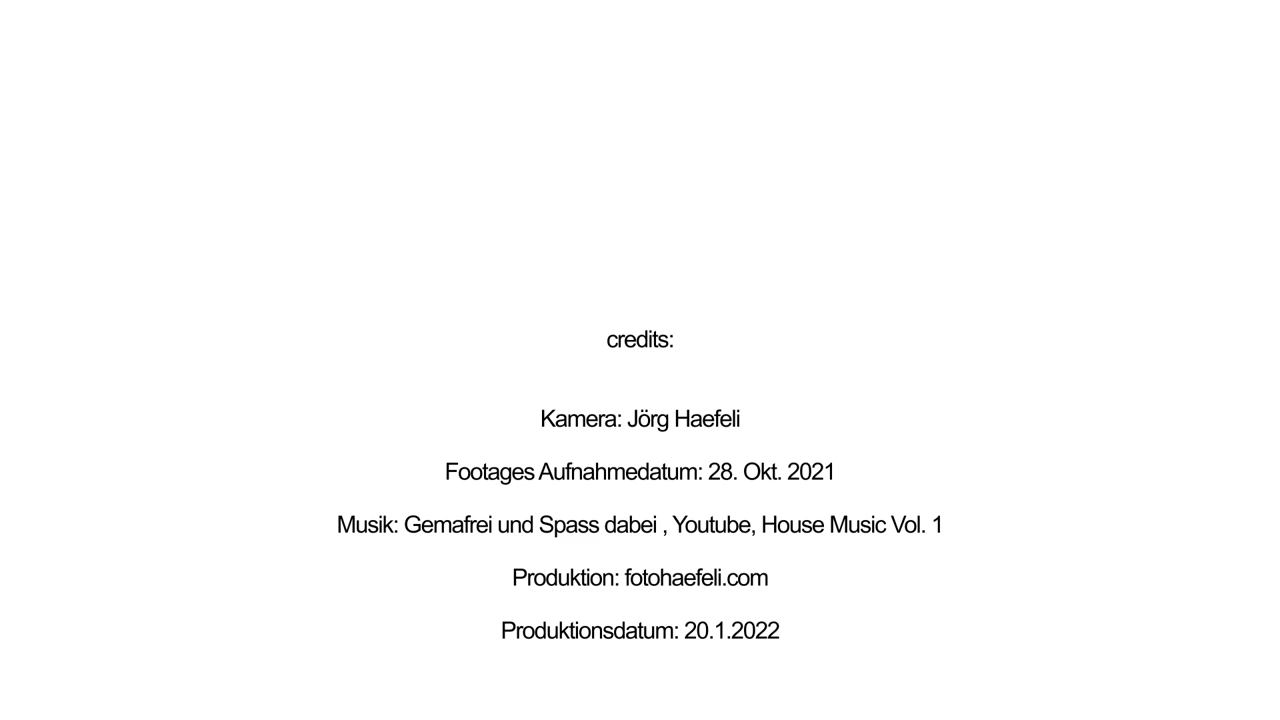 credits:
Kamera: Jörg Haefeli
Footages Aufnahmedatum: 28. Okt. 2021
Musik: Gemafrei und Spass dabei , Youtube, House Music Vol. 1
Produktion: fotohaefeli.com
Produktionsdatum: 20.1.2022